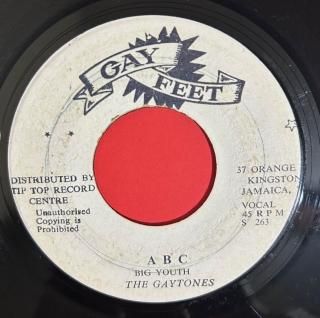 GAY
FEET
DISTRIBUTED BY
TIP TOP RECORD
CENTRE
Unauthorised
Copying is
Prohibited
37 ORANGE
KINGSTON
JAMAICA,
VOCAL
45 RPM
S 263
A B C
BIG YOUTH
THE GAYTONES